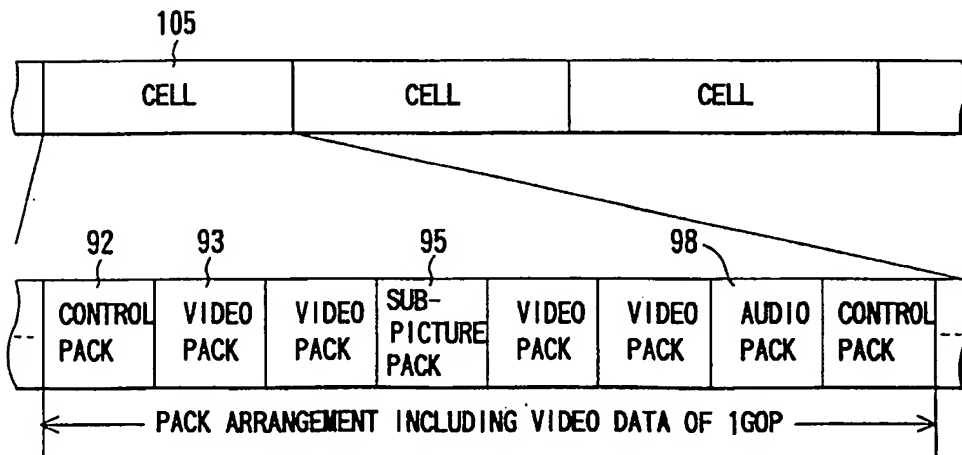 105
CELL CELL CELL
92 93 95 98
CONTROL PACK
VIDEO PACK
VIDEO PACK
SUB-PICTURE PACK
VIDEO PACK
VIDEO PACK
AUDIO PACK
CONTROL PACK
PACK ARRANGEMENT INCLUDING VIDEO DATA OF 1GOP